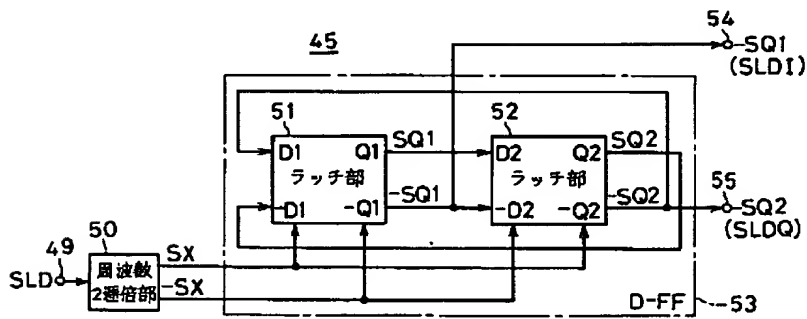 54
45
-SQ1
(SLDI)
51
52
D1 Q1
SQ1
D2 Q2
SQ2
ラッチ部
ラッチ部
-SQ1
-SQ2
55
-D1 -Q1
-D2 -Q2
-SQ2
(SLDQ)
50
49
SX
SLD
周波数
2逓倍部
-SX
D-FF
53